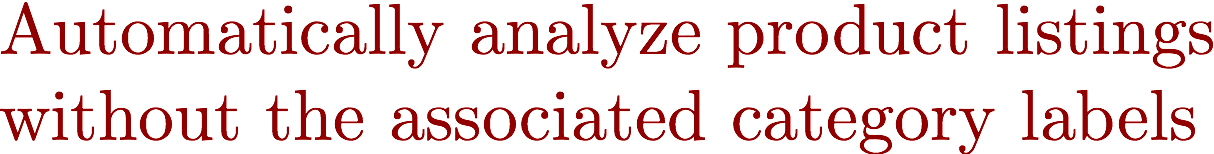 Automatically analyze product listings
without the associated category labels